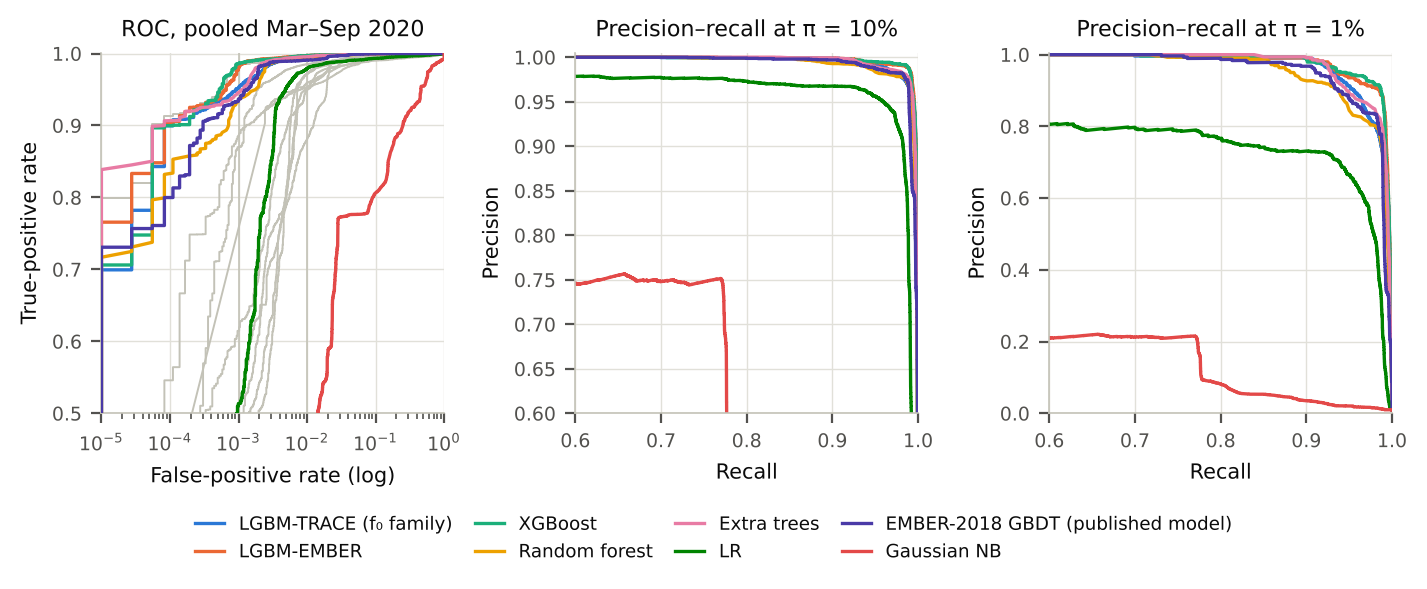 ROC, pooled Mar–Sep 2020
Precision–recall at π = 10%
Precision–recall at π = 1%
True-positive rate
1.0
0.9
0.8
0.7
0.6
0.5
10⁻⁵
10⁻⁴
10⁻³
10⁻²
10⁻¹
10⁰
False-positive rate (log)
Precision
1.00
0.95
0.90
0.85
0.80
0.75
0.70
0.65
0.60
0.6
0.7
0.8
0.9
1.0
Recall
Precision
1.0
0.8
0.6
0.4
0.2
0.0
0.6
0.7
0.8
0.9
1.0
Recall
LGBM-TRACE (f₀ family)
LGBM-EMBER
XGBoost
Random forest
Extra trees
LR
EMBER-2018 GBDT (published model)
Gaussian NB